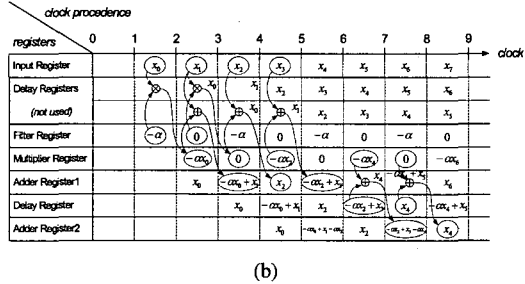 clock procedence
registers
0 1 2 3 4 5 6 7 8 9 clock
Input Register x₀ x₁ x₂ x₃ x₄ x₅ x₆ x₇
Delay Registers x₀ x₁ x₂ x₃ x₄ x₅ x₆
(not used) x₀ x₁ x₂ x₃ x₄ x₅
Filter Register -α 0 -α 0 -α 0 -α 0
Multiplier Register -αx₀ 0 -αx₂ 0 -αx₄ 0 -αx₆
Adder Register1 x₀ -αx₀ + x₁ x₂ x₄ -αx₄ + x₅ x₆
Delay Register x₀ -αx₀ + x₁ x₂ x₄ -αx₄ + x₅
Adder Register2 x₀ x₂ x₄
(b)